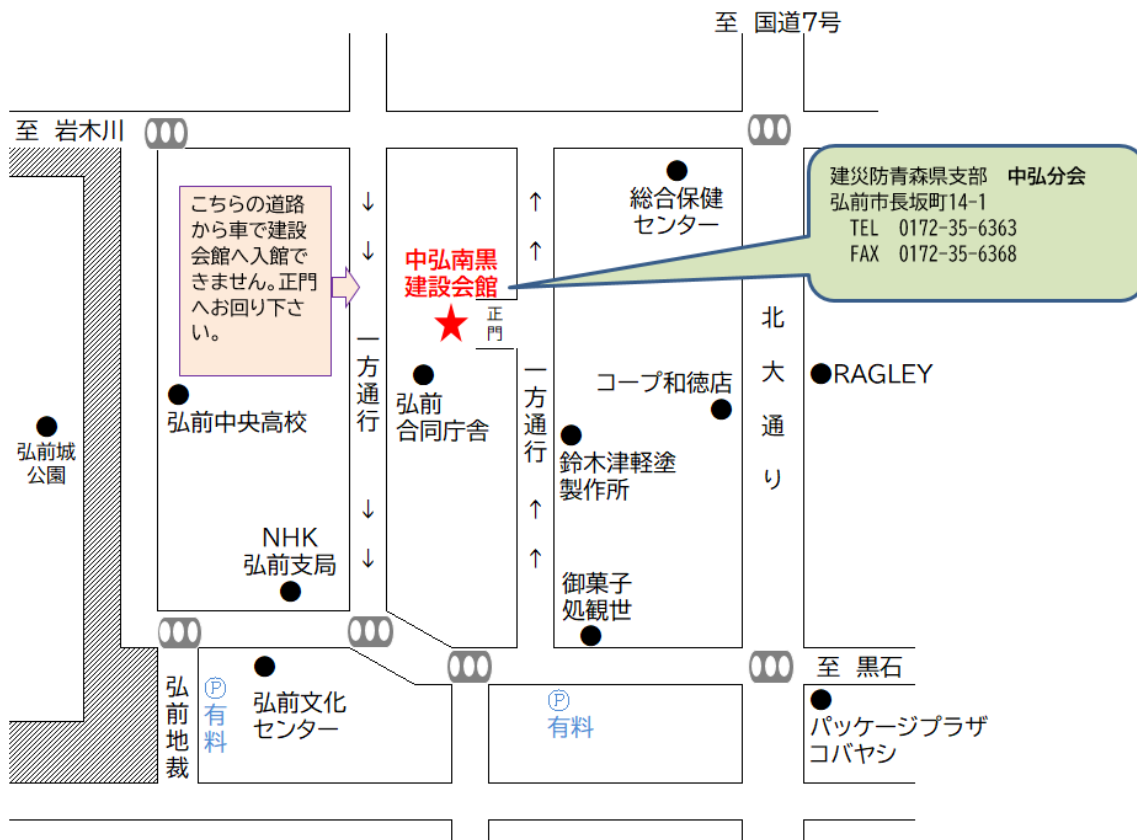 至 国道7号
至 岩木川
建災防青森県支部 中弘分会
弘前市長坂町14-1
TEL 0172-35-6363
FAX 0172-35-6368
こちらの道路
から車で建設
会館へ入館で
きません。正門
へお回り下さ
い。
↓
↓
↑
↑
総合保健
センター
中弘南黒
建設会館
正門
一方通行
一方通行
北大通り
RAGLEY
コープ和徳店
弘前
合同庁舎
弘前中央高校
弘前城
公園
鈴木津軽塗
製作所
↓
↓
↑
↑
NHK
弘前支局
御菓子
処観世
至 黒石
弘前地裁
Ⓟ
有料
弘前文化
センター
Ⓟ
有料
パッケージプラザ
コバヤシ